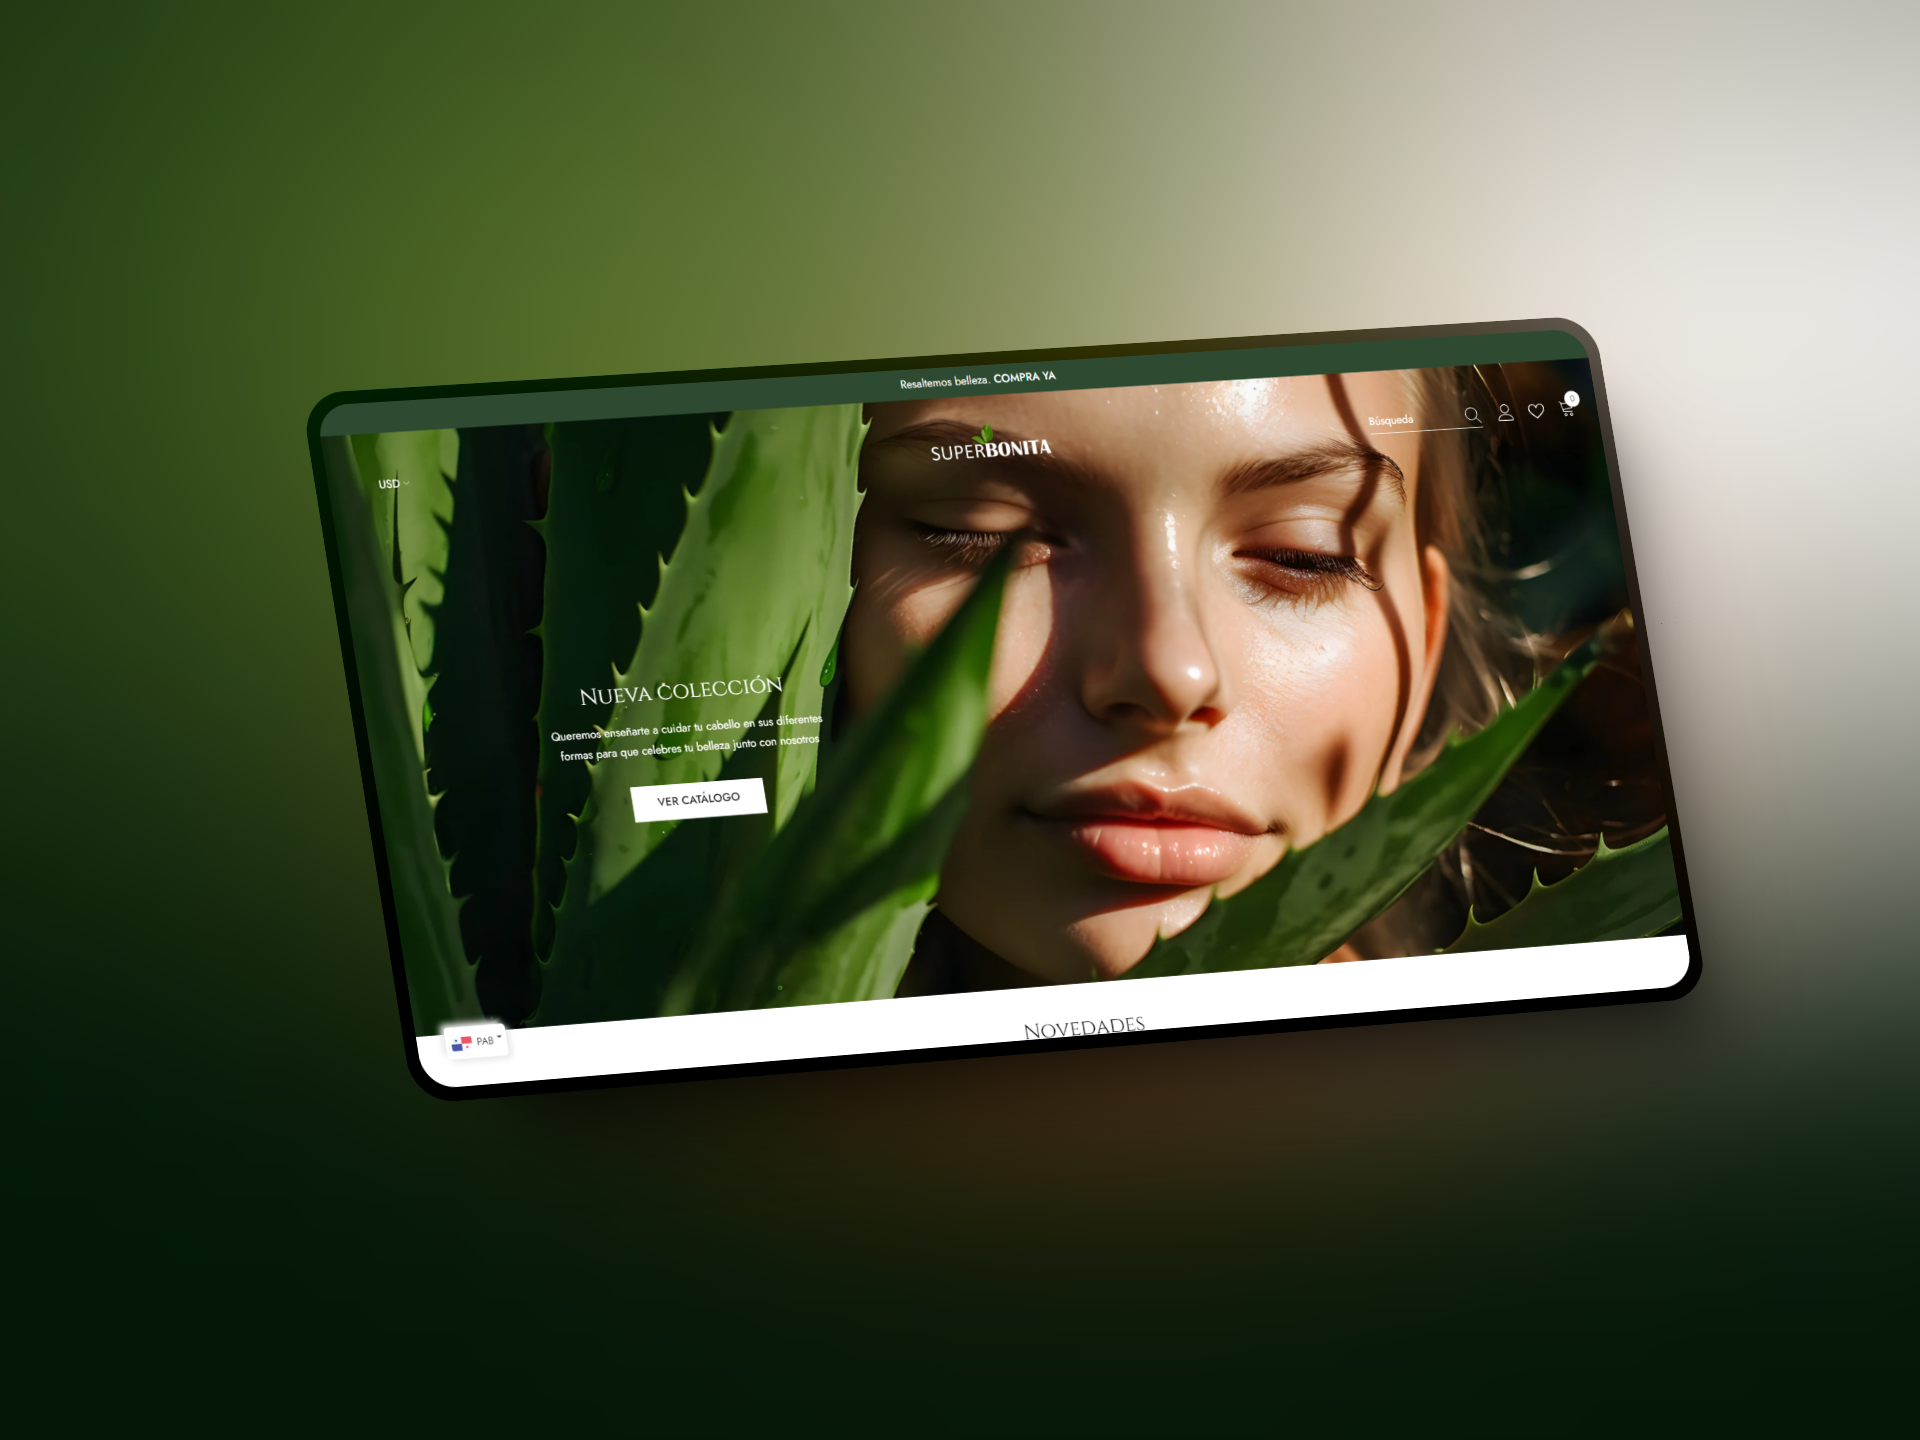 Resaltemos belleza. COMPRA YA
USD
SUPERBONITA
Búsqueda
0
NUEVA COLECCIÓN
Queremos enseñarte a cuidar tu cabello en sus diferentes
formas para que celebres tu belleza junto con nosotros
VER CATÁLOGO
PAB
NOVEDADES